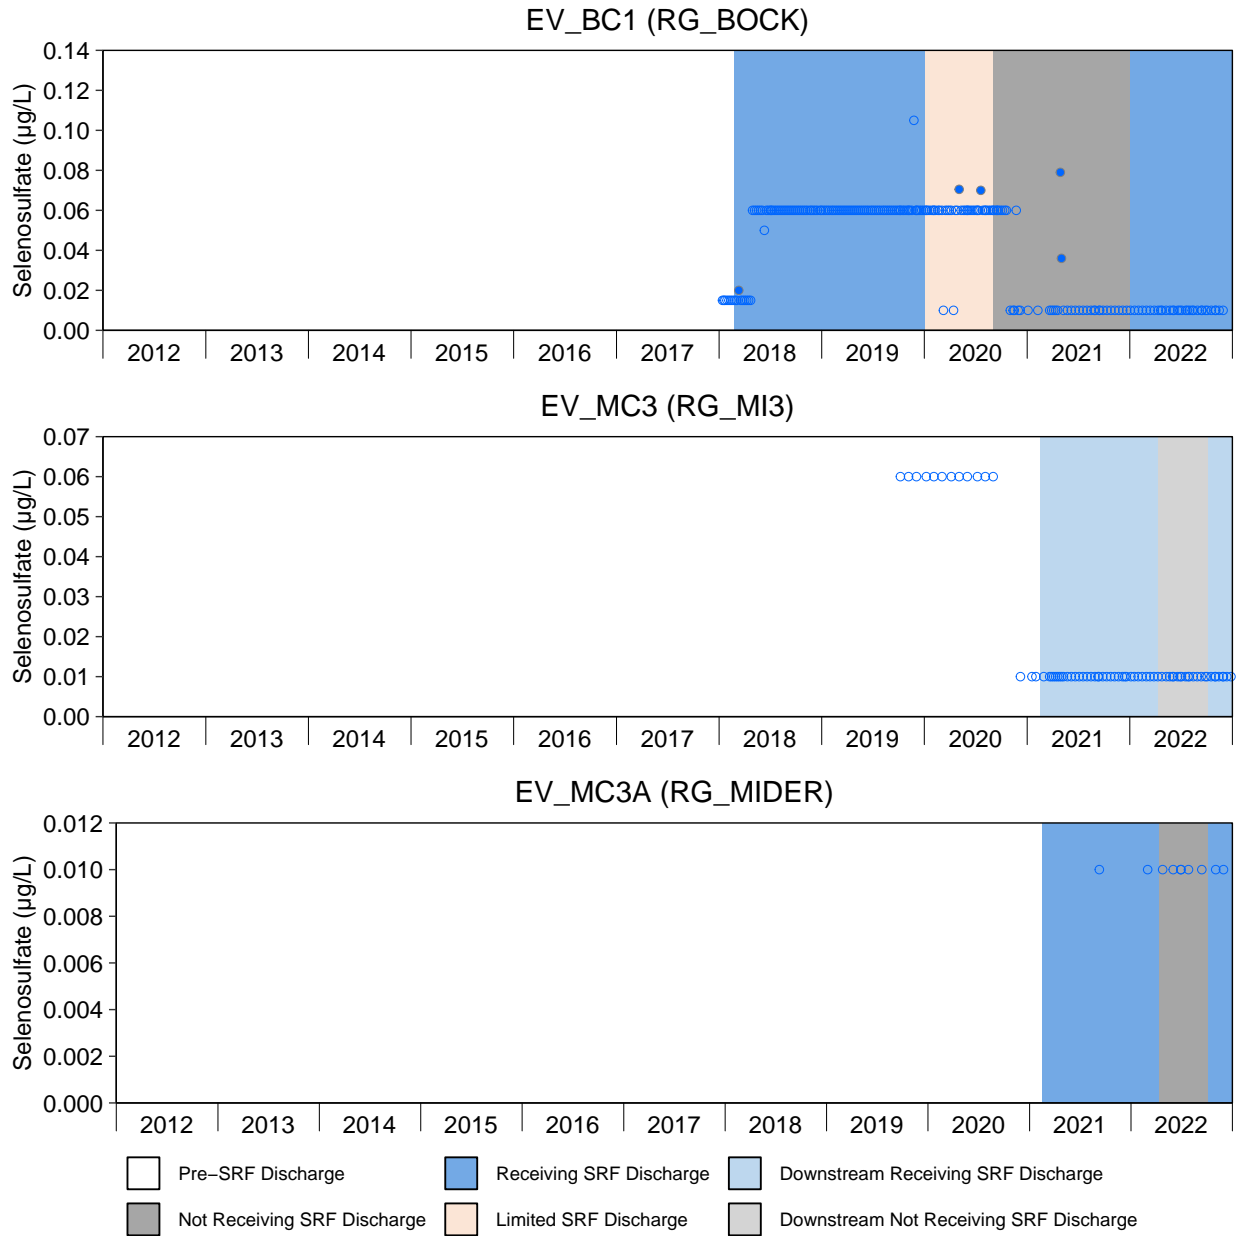 EV_BC1 (RG_BOCK)
Selenosulfate (µg/L)
0.14
0.12
0.10
0.08
0.06
0.04
0.02
0.00
2012 2013 2014 2015 2016 2017 2018 2019 2020 2021 2022
EV_MC3 (RG_MI3)
Selenosulfate (µg/L)
0.07
0.06
0.05
0.04
0.03
0.02
0.01
0.00
2012 2013 2014 2015 2016 2017 2018 2019 2020 2021 2022
EV_MC3A (RG_MIDER)
Selenosulfate (µg/L)
0.012
0.010
0.008
0.006
0.004
0.002
0.000
2012 2013 2014 2015 2016 2017 2018 2019 2020 2021 2022
Pre−SRF Discharge Receiving SRF Discharge Downstream Receiving SRF Discharge
Not Receiving SRF Discharge Limited SRF Discharge Downstream Not Receiving SRF Discharge